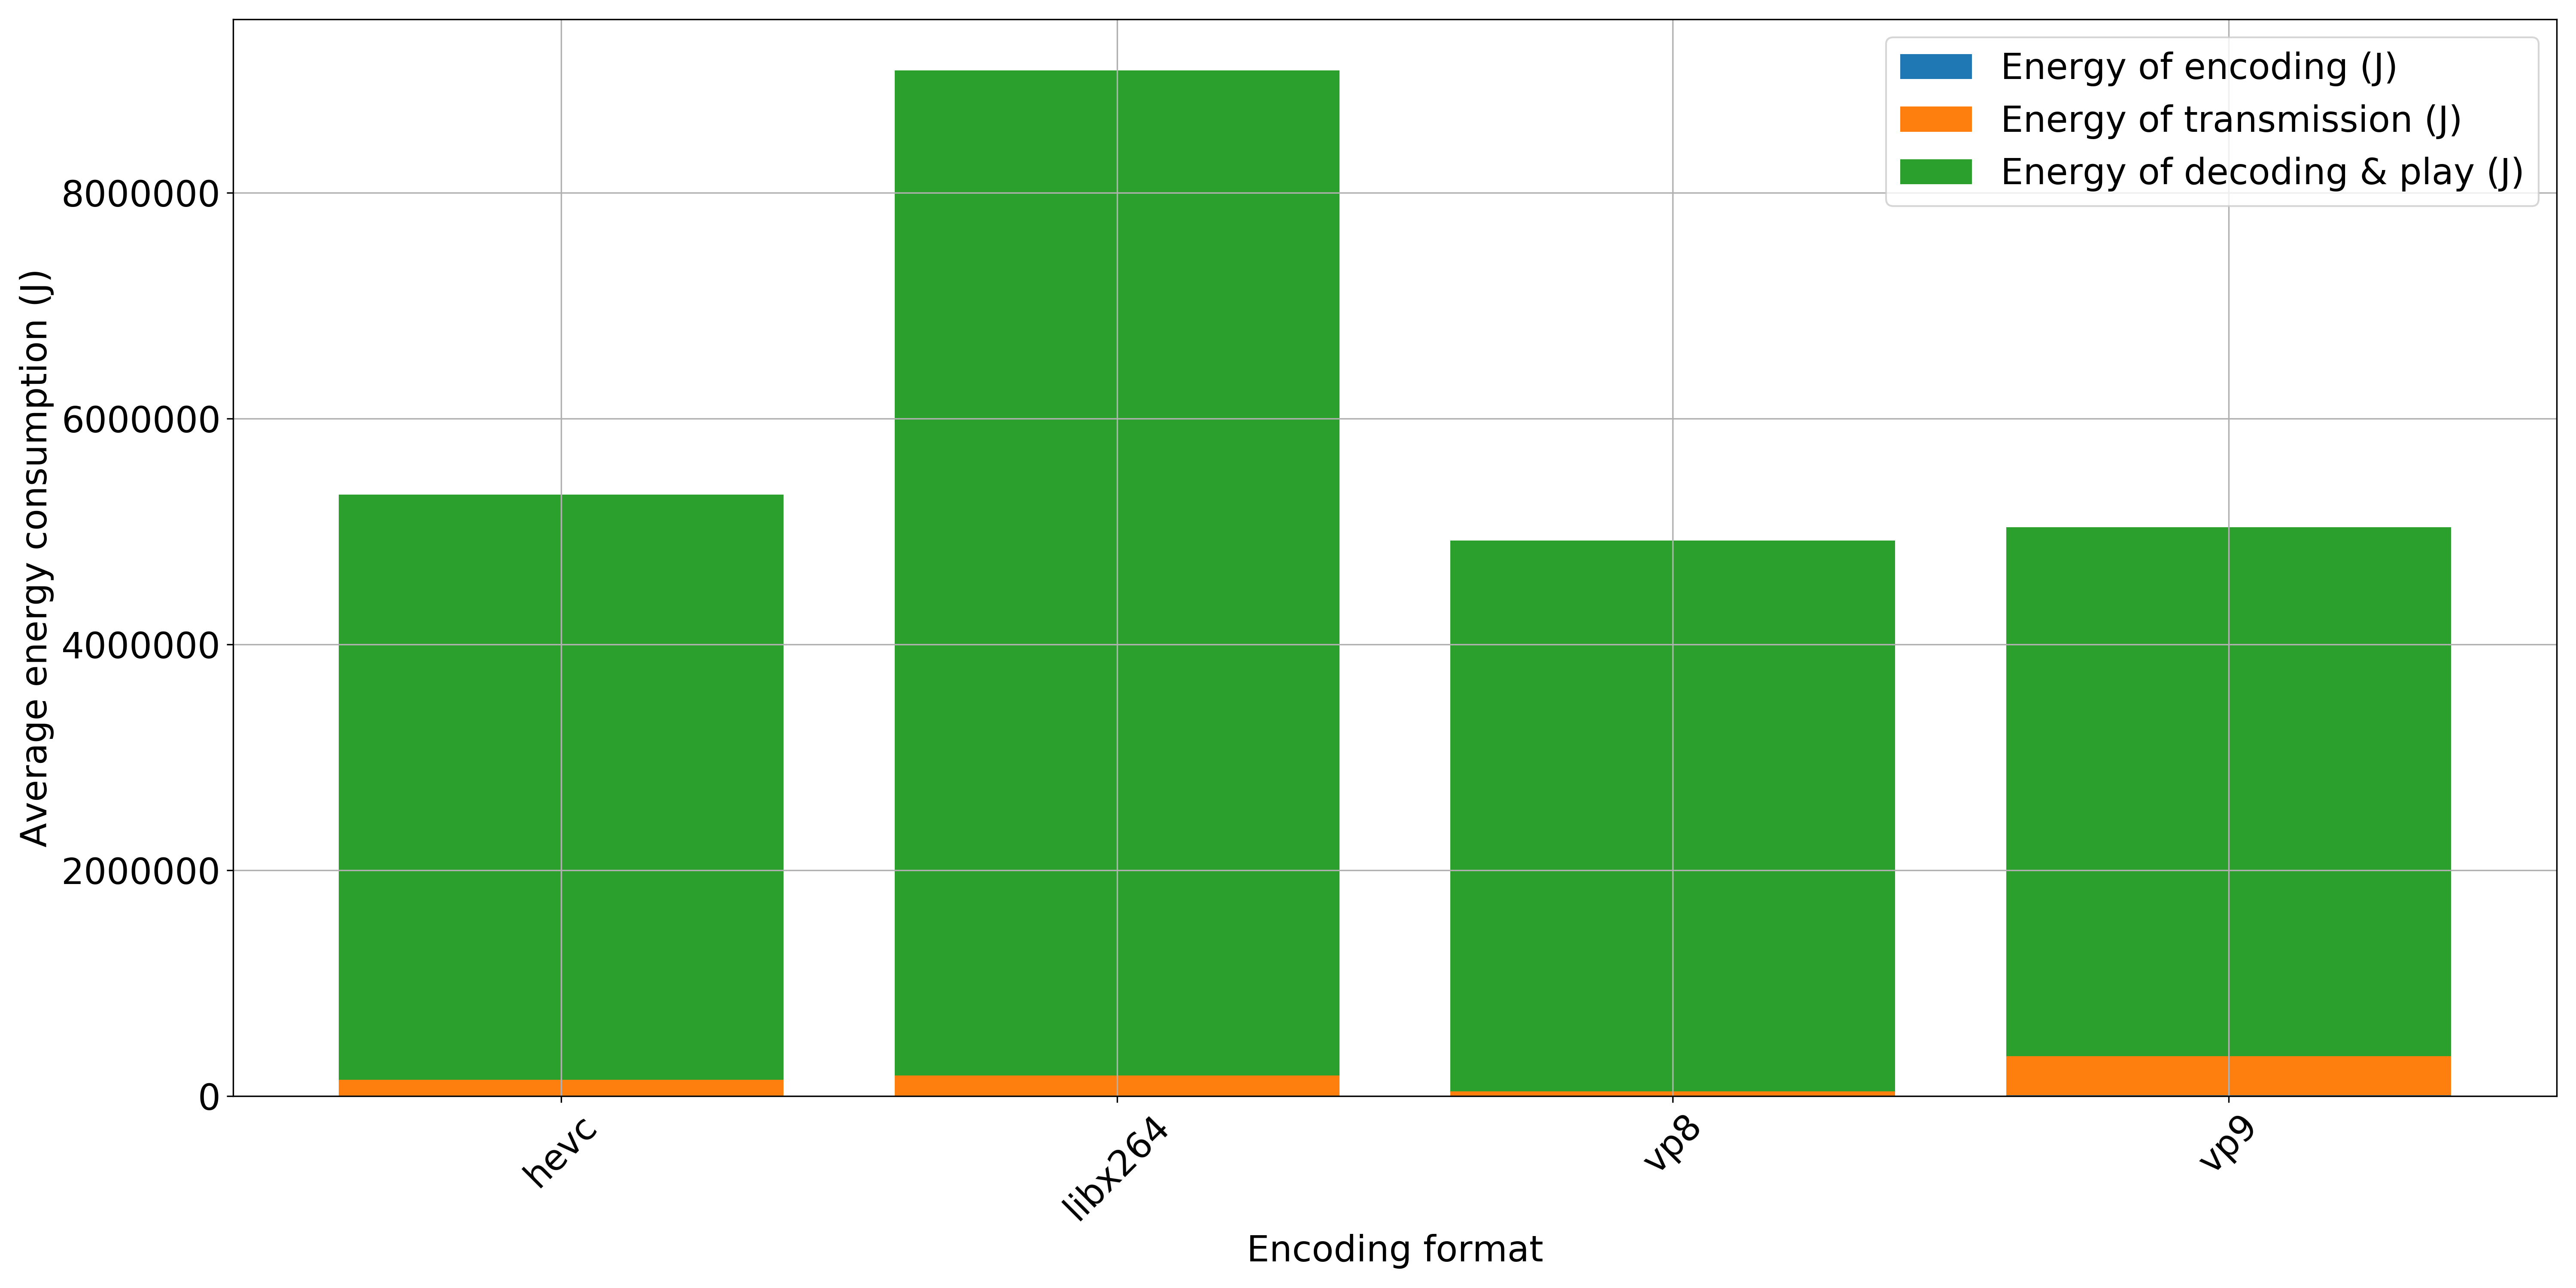 Energy of encoding (J)
Energy of transmission (J)
Energy of decoding & play (J)
Average energy consumption (J)
8000000
6000000
4000000
2000000
0
hevc
libx264
vp8
vp9
Encoding format